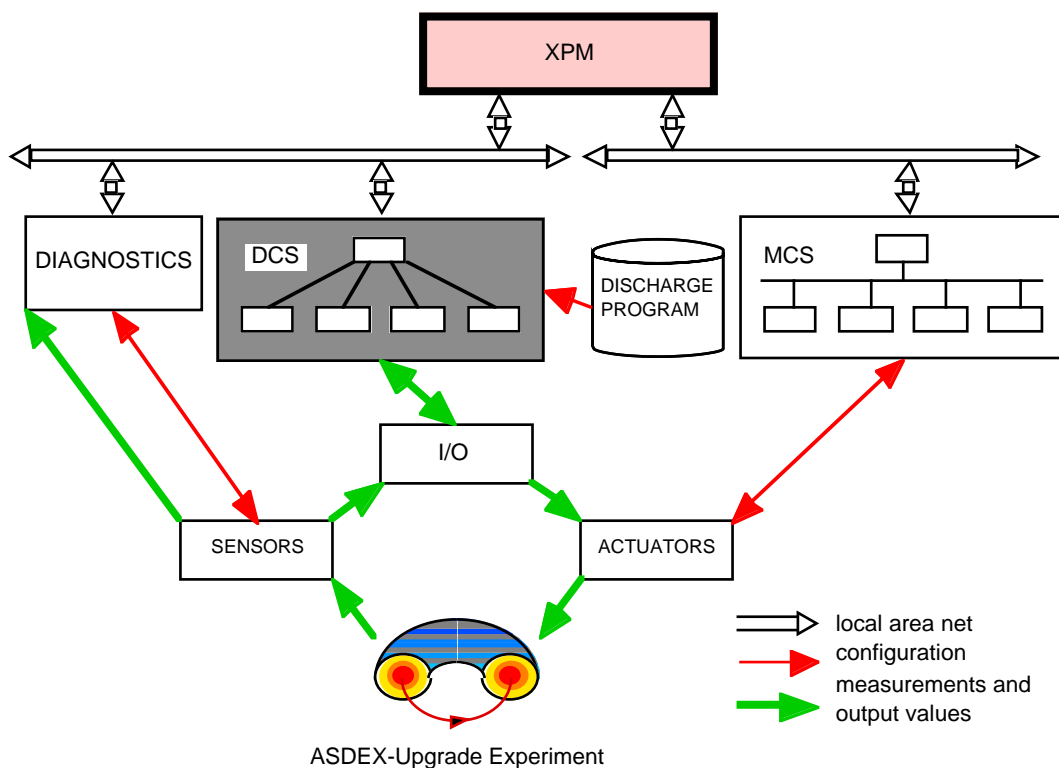 XPM
DIAGNOSTICS
DCS
DISCHARGE
PROGRAM
MCS
I/O
SENSORS
ACTUATORS
local area net
configuration
measurements and
output values
ASDEX-Upgrade Experiment